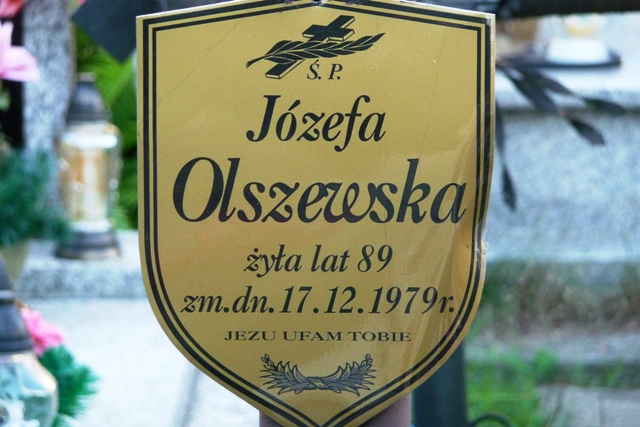 Ś. P.
Józefa
Olszewska
żyła lat 89
zm.dn.17.12.1979r.
JEZU UFAM TOBIE